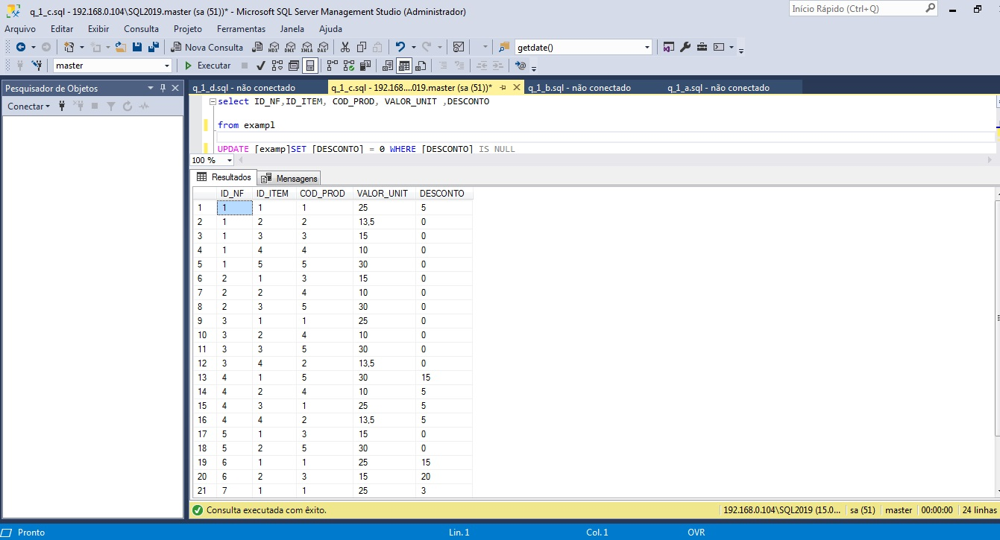 q_1_c.sql - 192.168.0.104\SQL2019.master (sa (51))* - Microsoft SQL Server Management Studio (Administrador)
Início Rápido (Ctrl+Q)
Arquivo Editar Exibir Consulta Projeto Ferramentas Janela Ajuda
Nova Consulta MDX DMX XMLA DAX getdate()
master Executar
Pesquisador de Objetos
Conectar
q_1_d.sql - não conectado q_1_c.sql - 192.168....019.master (sa (51))* q_1_b.sql - não conectado q_1_a.sql - não conectado
select ID_NF,ID_ITEM, COD_PROD, VALOR_UNIT ,DESCONTO
from exampl
UPDATE [examp]SET [DESCONTO] = 0 WHERE [DESCONTO] IS NULL
100 %
Resultados Mensagens
ID_NF ID_ITEM COD_PROD VALOR_UNIT DESCONTO
1 1 1 1 25 5
2 1 2 2 13,5 0
3 1 3 3 15 0
4 1 4 4 10 0
5 1 5 5 30 0
6 2 1 3 15 0
7 2 2 4 10 0
8 2 3 5 30 0
9 3 1 1 25 0
10 3 2 4 10 0
11 3 3 5 30 0
12 3 4 2 13,5 0
13 4 1 5 30 15
14 4 2 4 10 5
15 4 3 1 25 5
16 4 4 2 13,5 5
17 5 1 3 15 0
18 5 2 5 30 0
19 6 1 1 25 15
20 6 2 3 15 20
21 7 1 1 25 3
Consulta executada com êxito. 192.168.0.104\SQL2019 (15.0... sa (51) master 00:00:00 24 linhas
Pronto Lin. 1 Col. 1 OVR